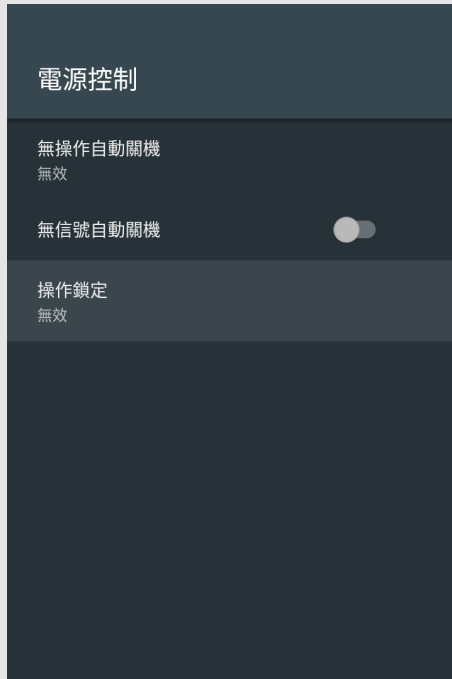 電源控制
無操作自動關機
無效
無信號自動關機
操作鎖定
無效